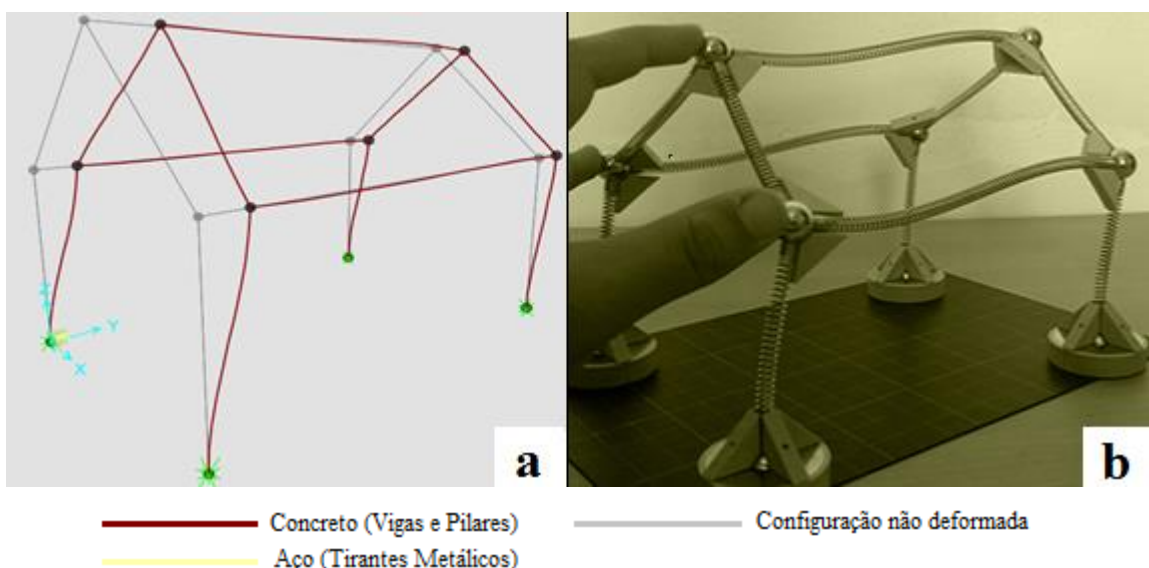 Z
Y
X
a
b
Concreto (Vigas e Pilares)
Configuração não deformada
Aço (Tirantes Metálicos)